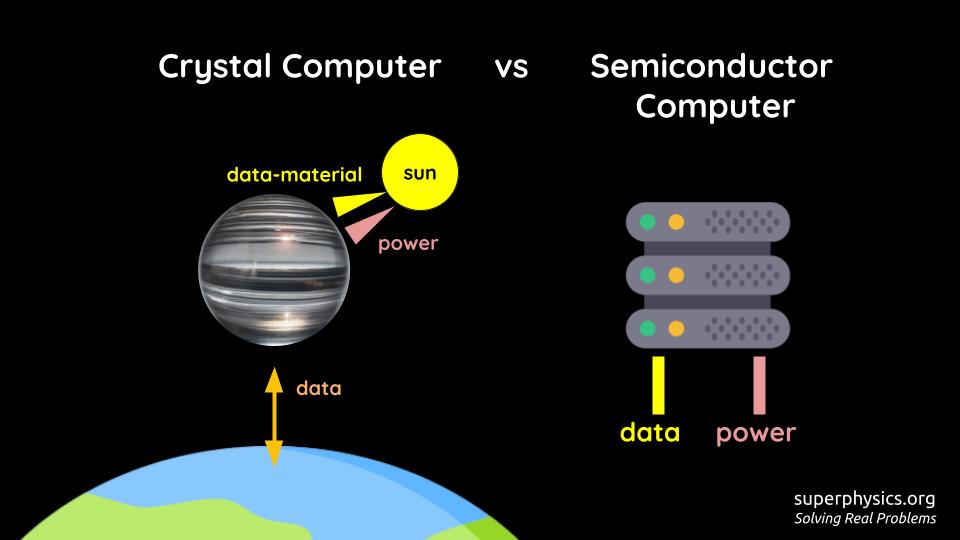 Crystal Computer vs Semiconductor
Computer
data-material
sun
power
data
data power
superphysics.org
Solving Real Problems